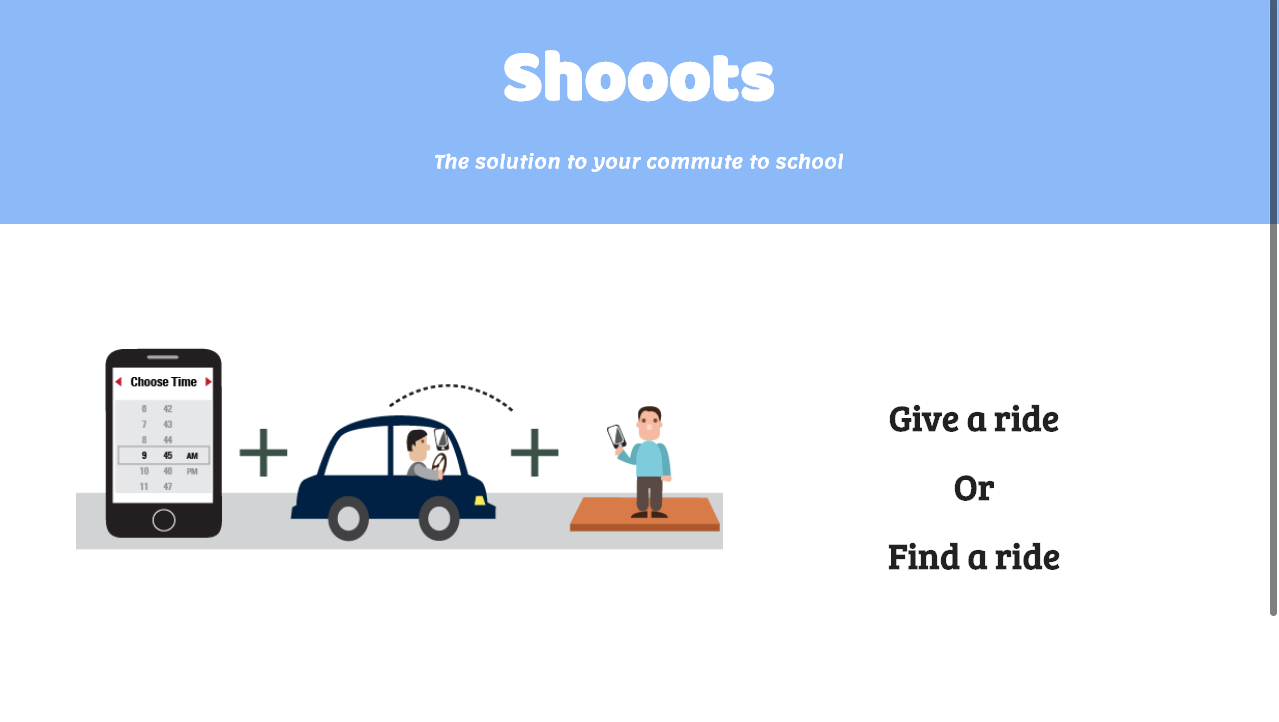 Shooots
The solution to your commute to school
Choose Time
6 42
7 43
8 44
9 45 AM
10 46 PM
11 47
Give a ride
Or
Find a ride